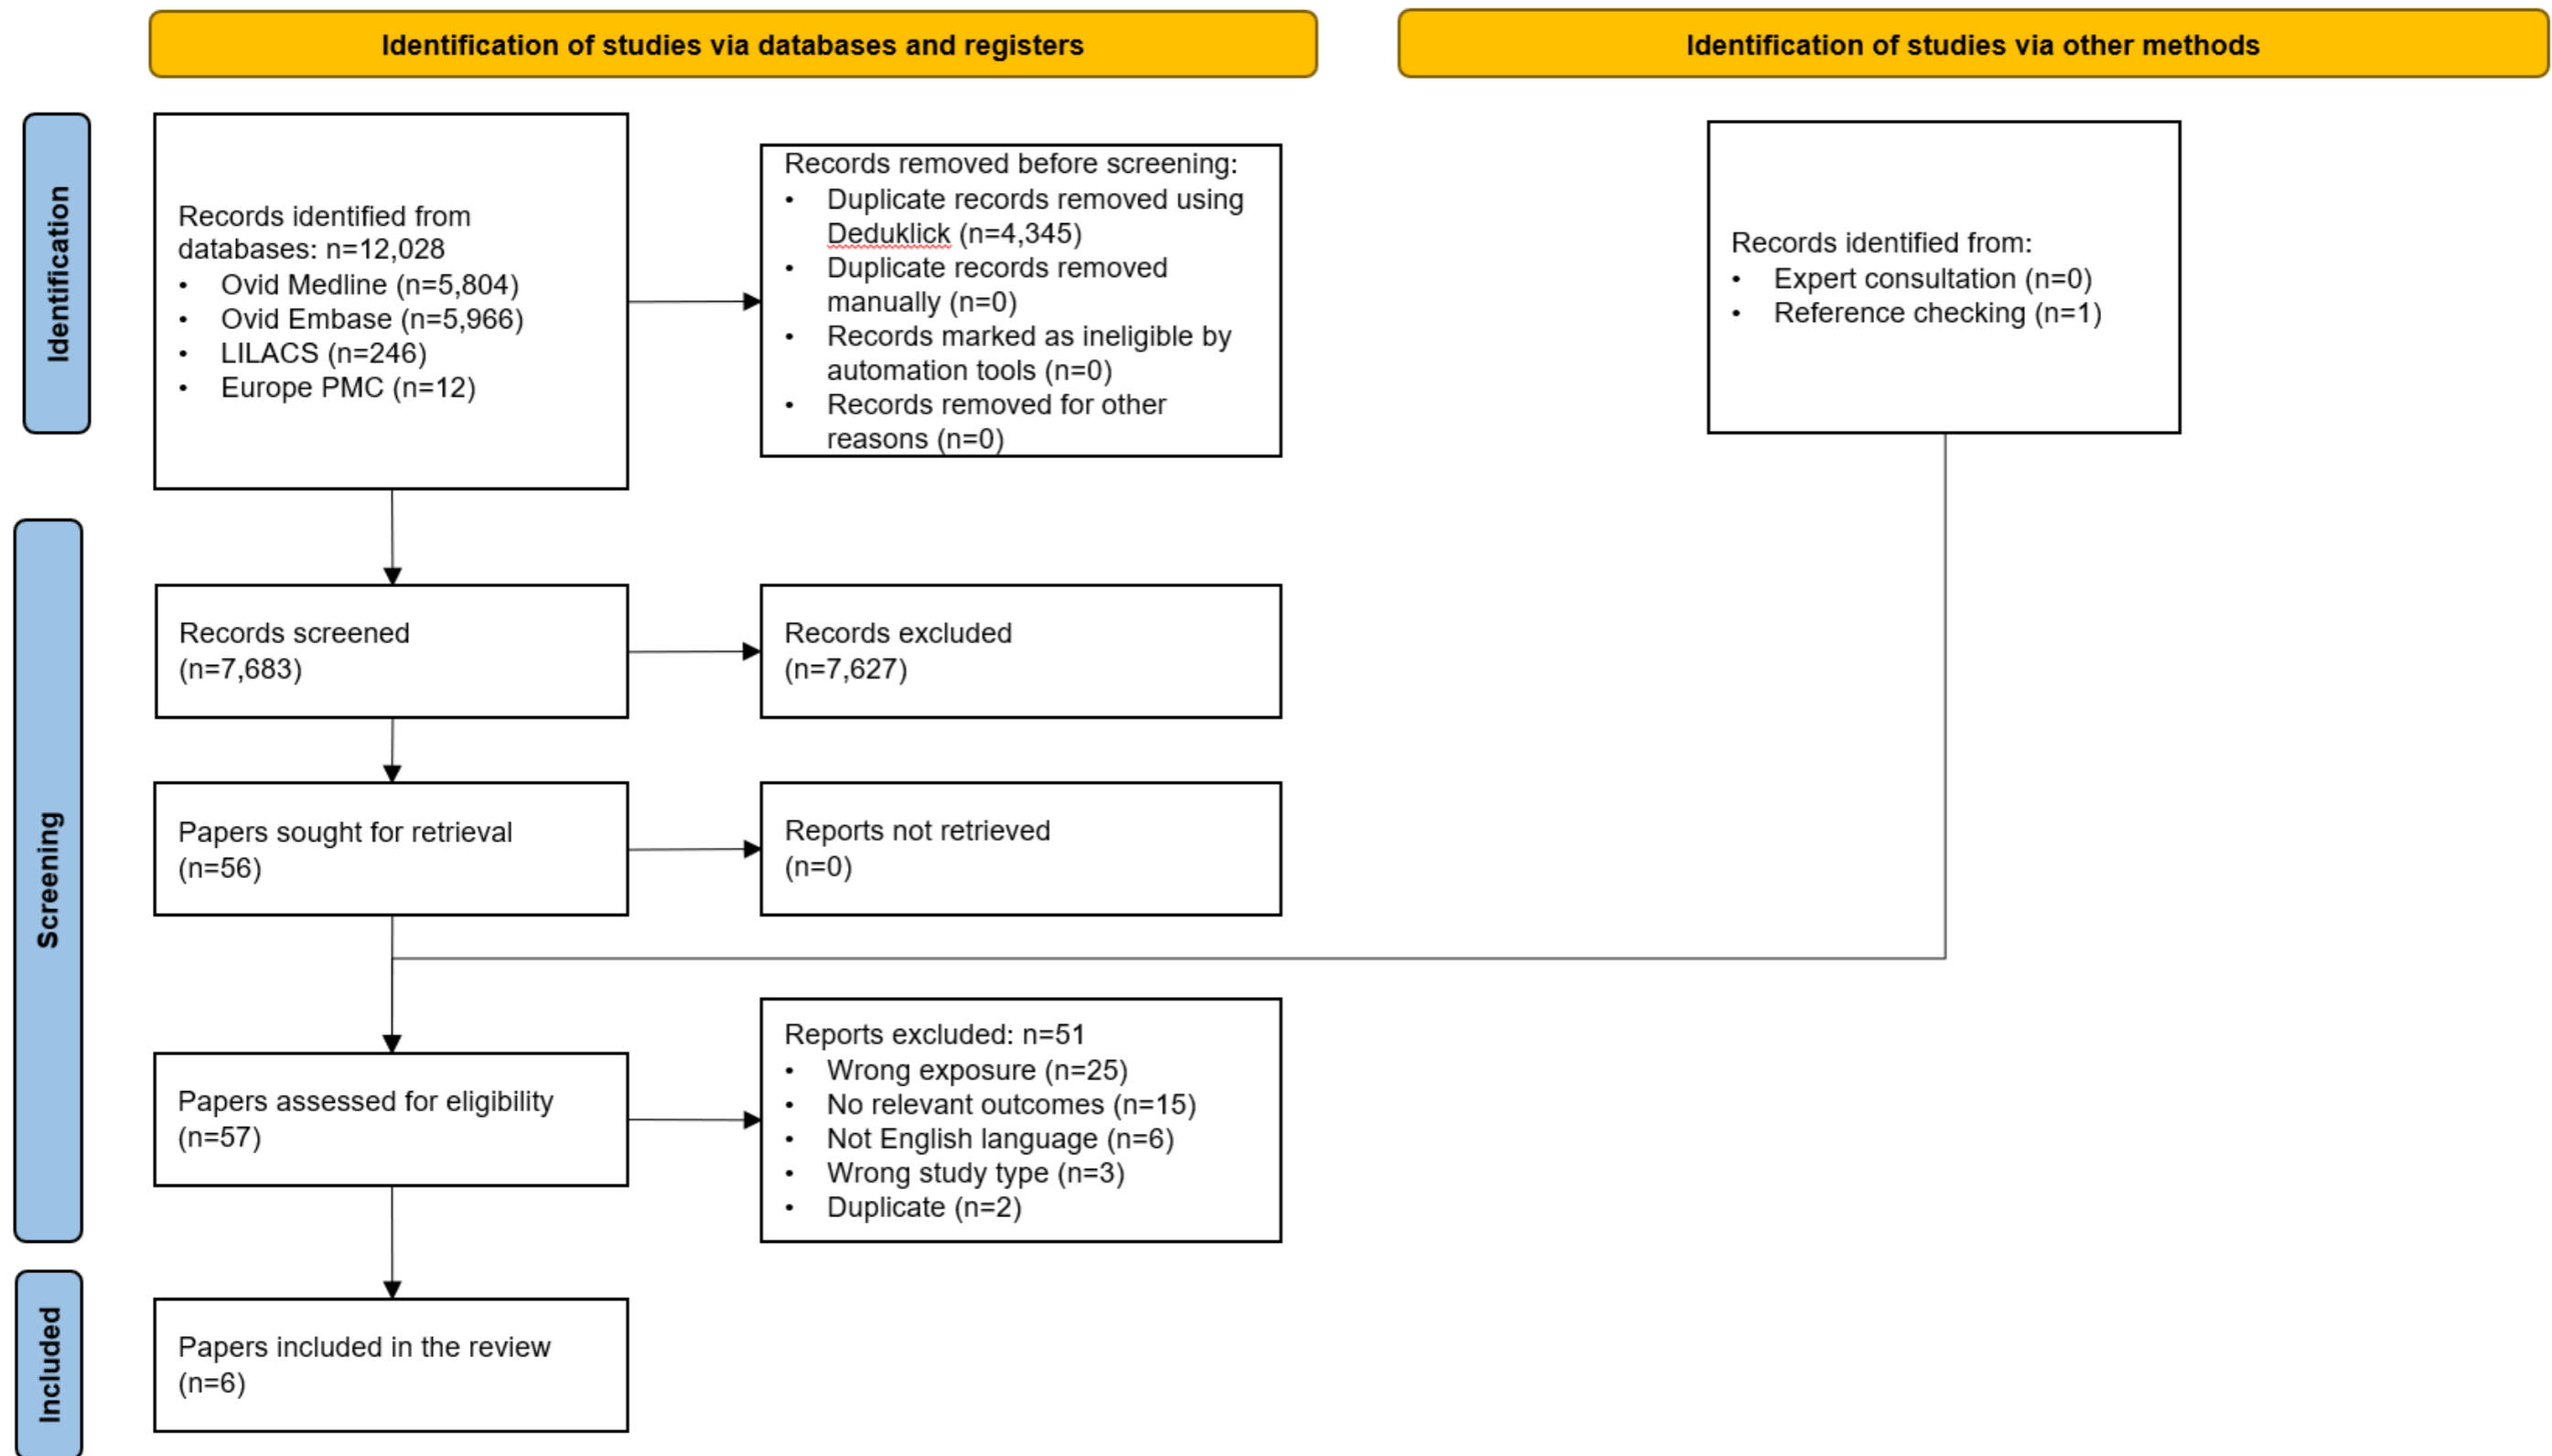 Identification of studies via databases and registers
Identification of studies via other methods
Identification
Records identified from
databases: n=12,028
• Ovid Medline (n=5,804)
• Ovid Embase (n=5,966)
• LILACS (n=246)
• Europe PMC (n=12)
Records removed before screening:
• Duplicate records removed using
Deduklick (n=4,345)
• Duplicate records removed
manually (n=0)
• Records marked as ineligible by
automation tools (n=0)
• Records removed for other
reasons (n=0)
Records identified from:
• Expert consultation (n=0)
• Reference checking (n=1)
Screening
Records screened
(n=7,683)
Records excluded
(n=7,627)
Papers sought for retrieval
(n=56)
Reports not retrieved
(n=0)
Papers assessed for eligibility
(n=57)
Reports excluded: n=51
• Wrong exposure (n=25)
• No relevant outcomes (n=15)
• Not English language (n=6)
• Wrong study type (n=3)
• Duplicate (n=2)
Included
Papers included in the review
(n=6)